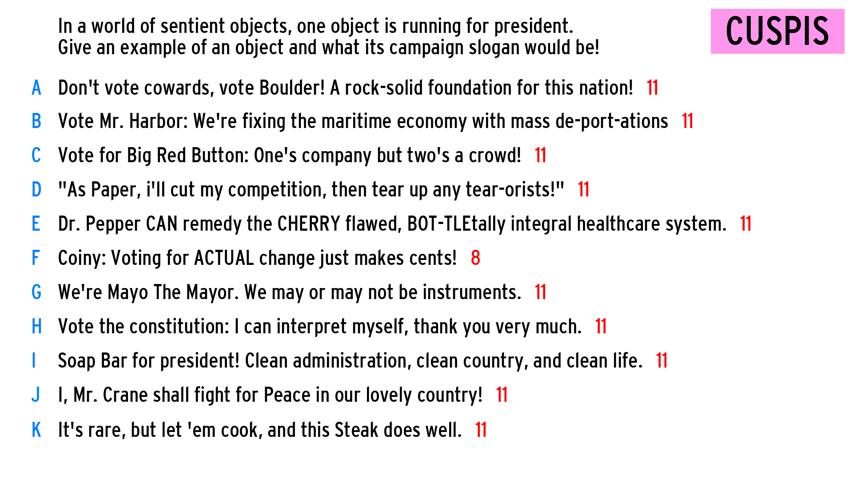 In a world of sentient objects, one object is running for president.
Give an example of an object and what its campaign slogan would be!
CUSPIS
A Don't vote cowards, vote Boulder! A rock-solid foundation for this nation! 11
B Vote Mr. Harbor: We're fixing the maritime economy with mass de-port-ations 11
C Vote for Big Red Button: One's company but two's a crowd! 11
D "As Paper, i'll cut my competition, then tear up any tear-orists!" 11
E Dr. Pepper CAN remedy the CHERRY flawed, BOT-TLEtally integral healthcare system. 11
F Coiny: Voting for ACTUAL change just makes cents! 8
G We're Mayo The Mayor. We may or may not be instruments. 11
H Vote the constitution: I can interpret myself, thank you very much. 11
I Soap Bar for president! Clean administration, clean country, and clean life. 11
J I, Mr. Crane shall fight for Peace in our lovely country! 11
K It's rare, but let 'em cook, and this Steak does well. 11